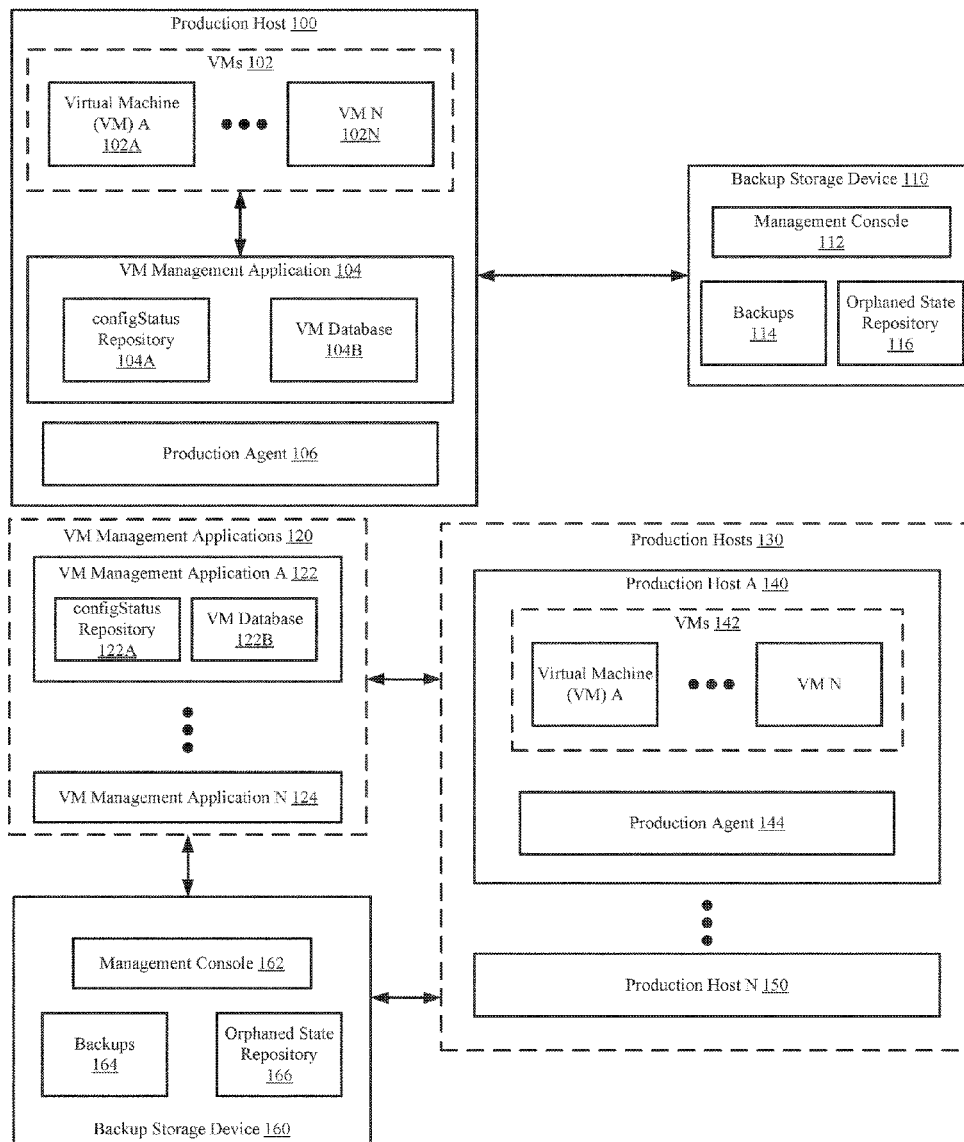 Production Host 100
VMs 102
Virtual Machine
(VM) A
102A
VM N
102N
VM Management Application 104
configStatus
Repository
104A
VM Database
104B
Production Agent 106
Backup Storage Device 110
Management Console
112
Backups
114
Orphaned State
Repository
116
VM Management Applications 120
VM Management Application A 122
configStatus
Repository
122A
VM Database
122B
VM Management Application N 124
Production Hosts 130
Production Host A 140
VMs 142
Virtual Machine
(VM) A
VM N
Production Agent 144
Production Host N 150
Management Console 162
Backups
164
Orphaned State
Repository
166
Backup Storage Device 160